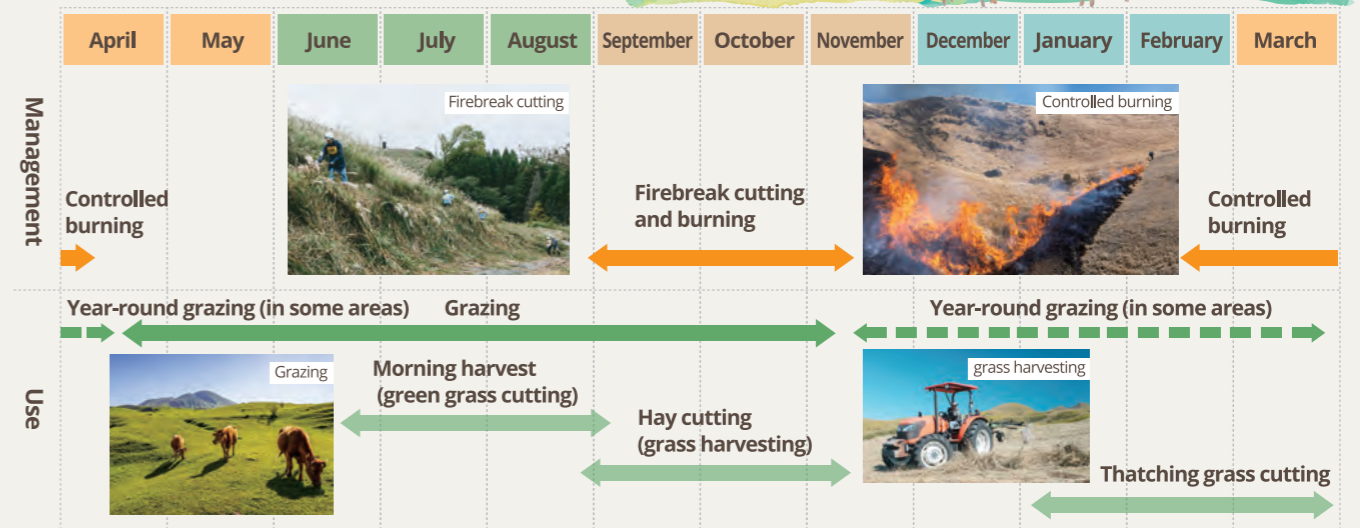 April May June July August September October November December January February March
Management
Firebreak cutting
Controlled burning
Controlled
burning
Firebreak cutting
and burning
Controlled
burning
Use
Year-round grazing (in some areas) Grazing Year-round grazing (in some areas)
Grazing
Morning harvest
(green grass cutting)
grass harvesting
Hay cutting
(grass harvesting)
Thatching grass cutting